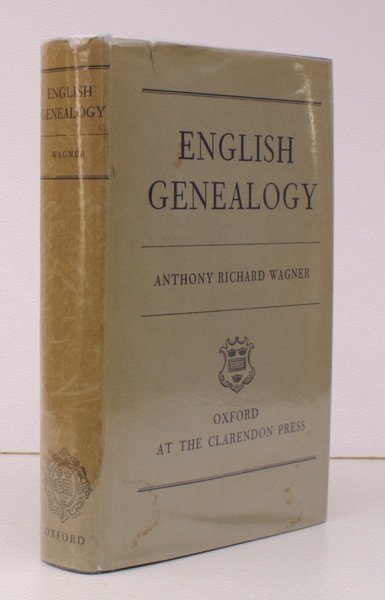 ENGLISH
GENEALOGY
WAGNER
OXFORD
ENGLISH
GENEALOGY
ANTHONY RICHARD WAGNER
OXFORD
AT THE CLARENDON PRESS